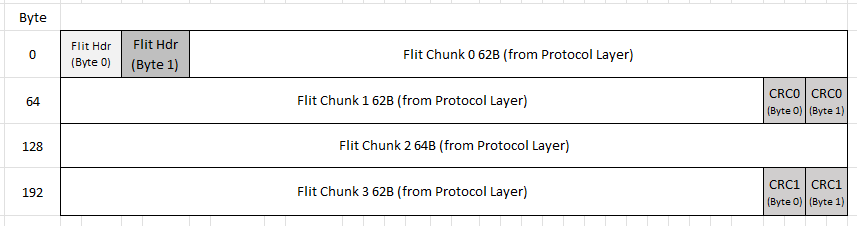 Byte
0
Flit Hdr
(Byte 0)
Flit Hdr
(Byte 1)
Flit Chunk 0 62B (from Protocol Layer)
64
Flit Chunk 1 62B (from Protocol Layer)
CRC0
(Byte 0)
CRC0
(Byte 1)
128
Flit Chunk 2 64B (from Protocol Layer)
192
Flit Chunk 3 62B (from Protocol Layer)
CRC1
(Byte 0)
CRC1
(Byte 1)